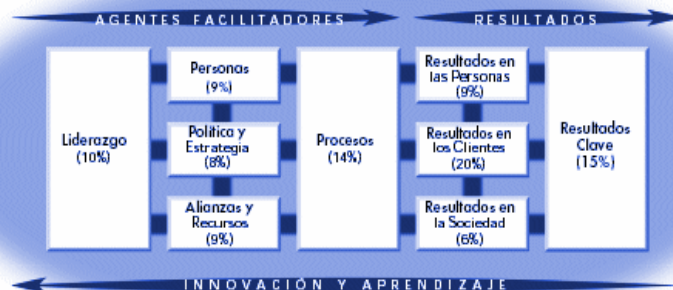 AGENTES FACILITADORES
RESULTADOS
Liderazgo
(10%)
Personas
(9%)
Política y
Estrategia
(8%)
Alianzas y
Recursos
(9%)
Procesos
(14%)
Resultados en
las Personas
(9%)
Resultados en
los Clientes
(20%)
Resultados en
la Sociedad
(6%)
Resultados
Clave
(15%)
INNOVACIÓN Y APRENDIZAJE